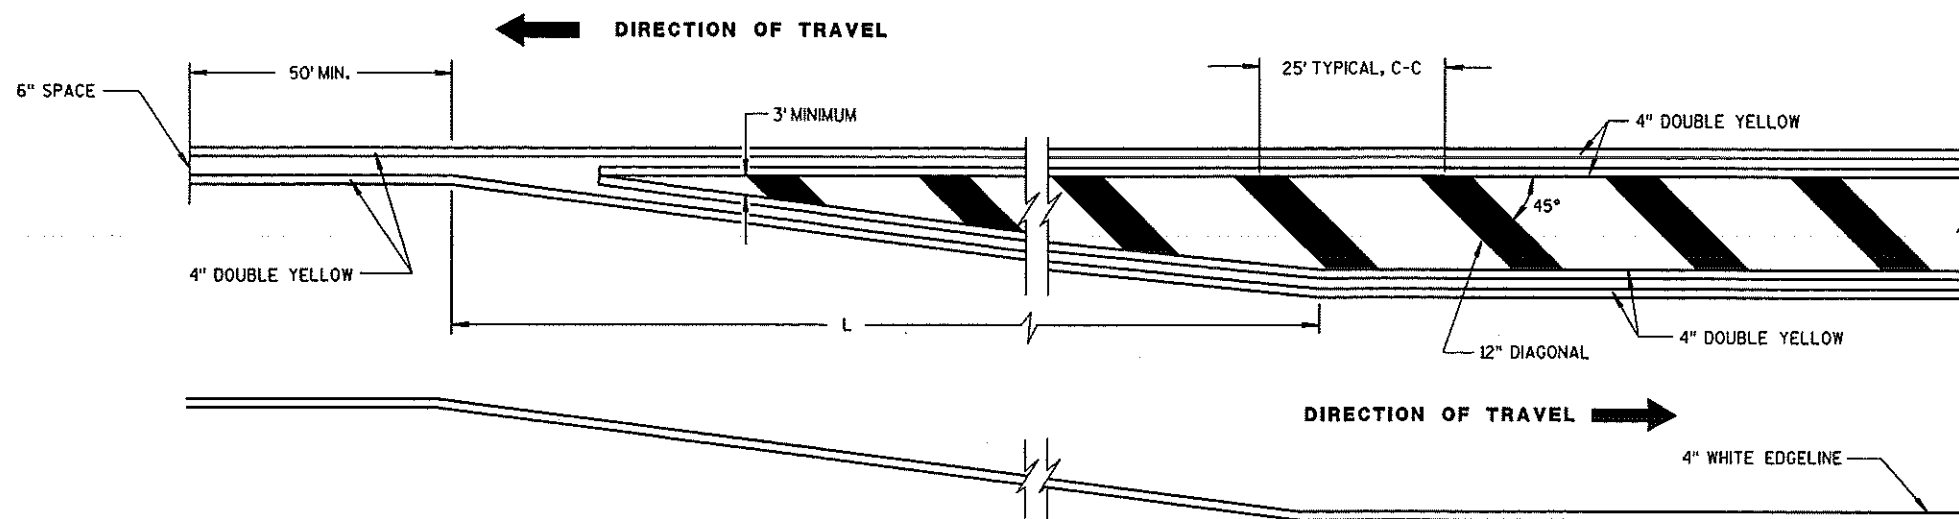 DIRECTION OF TRAVEL
50' MIN.
25' TYPICAL, C-C
6" SPACE
3' MINIMUM
4" DOUBLE YELLOW
45°
4" DOUBLE YELLOW
L
4" DOUBLE YELLOW
12" DIAGONAL
DIRECTION OF TRAVEL
4" WHITE EDGELINE